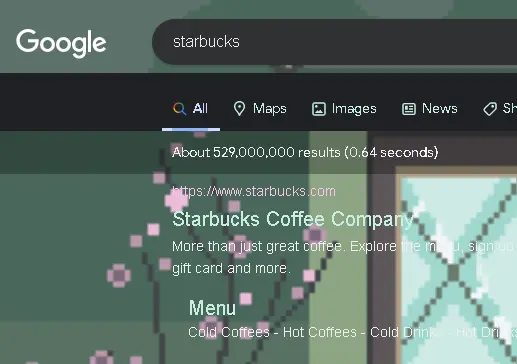 Google
starbucks
All Maps Images News Sh
About 529,000,000 results (0.64 seconds)
https://www.starbucks.com
Starbucks Coffee Company
More than just great coffee. Explore the menu, sign up
gift card and more.
Menu
Cold Coffees - Hot Coffees - Cold Drinks - Hot Drinks